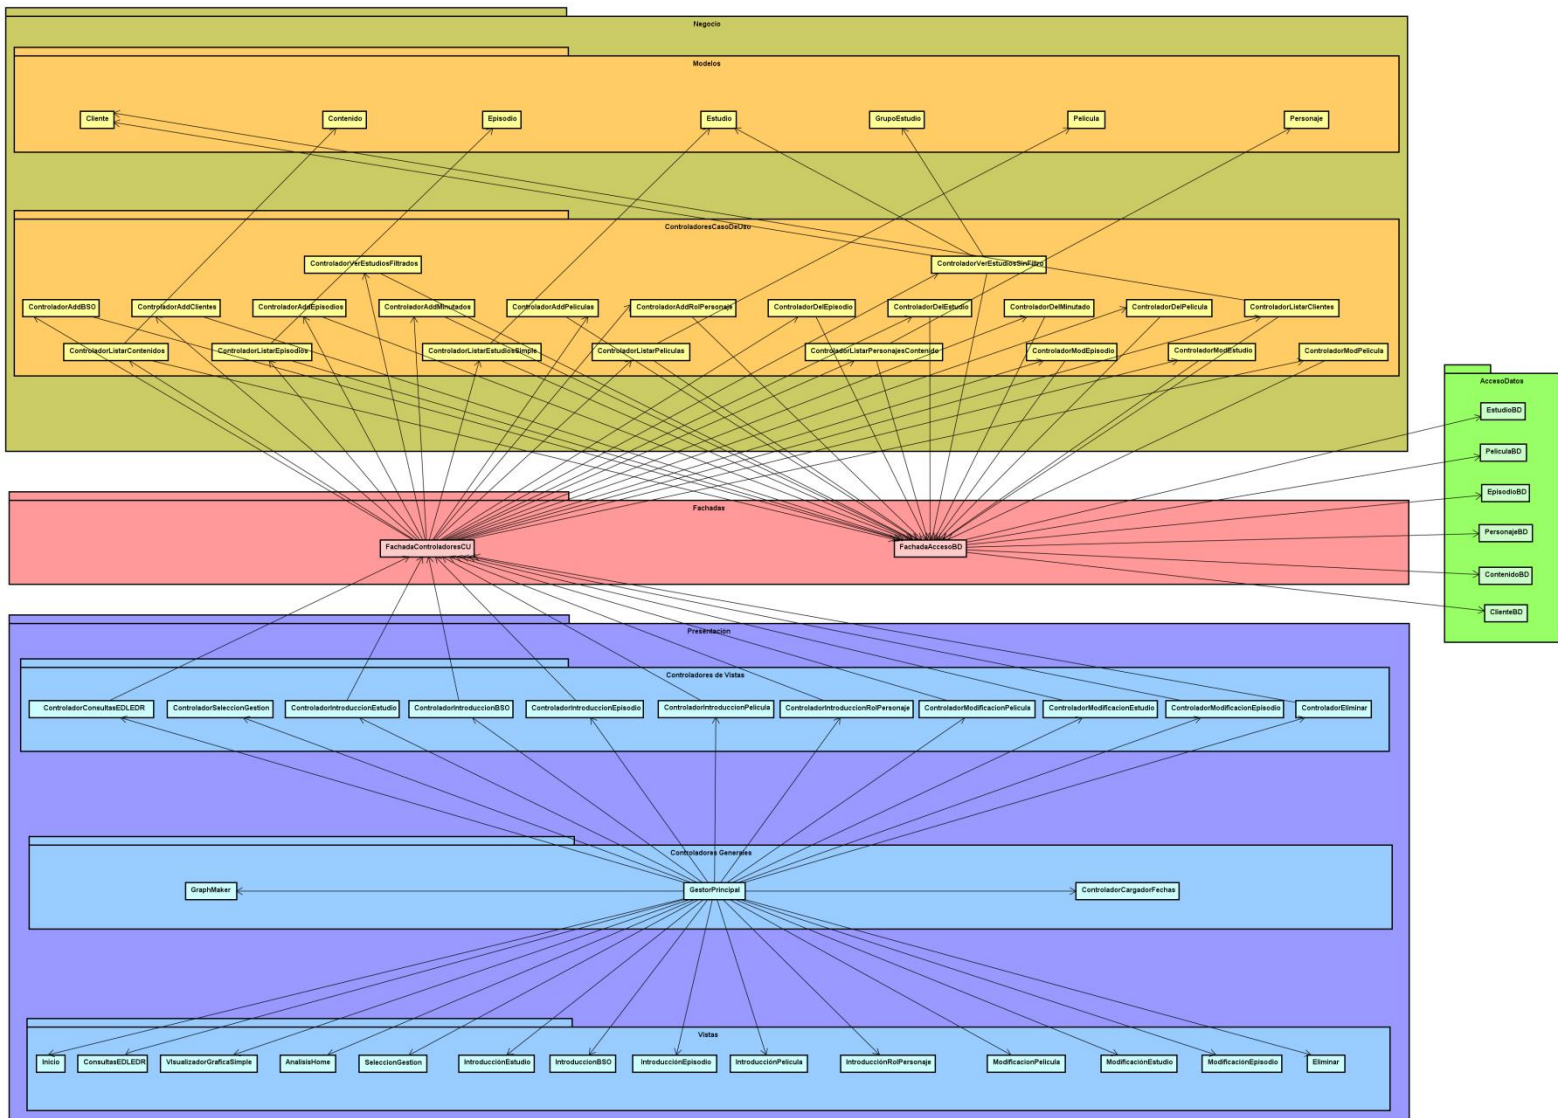 Negocio
Modelos
Cliente
Contenido
Episodio
Estudio
GrupoEstudio
Pelicula
Personaje
ControladoresCasoDeUso
ControladorVerEstudiosFiltrados
ControladorVerEstudiosSinFiltro
ControladorAddBSO
ControladorAddClientes
ControladorAddEpisodios
ControladorAddMinutados
ControladorAddPeliculas
ControladorAddRolPersonaje
ControladorDelEpisodio
ControladorDelEstudio
ControladorDelMinutado
ControladorDelPelicula
ControladorListarClientes
ControladorListarContenidos
ControladorListarEpisodios
ControladorListarEstudiosSimple
ControladorListarPeliculas
ControladorListarPersonajesContenido
ControladorModEpisodio
ControladorModEstudio
ControladorModPelicula
AccesoDatos
EstudioBD
PeliculaBD
EpisodioBD
PersonajeBD
ContenidoBD
ClienteBD
Fachadas
FachadaControladoresCU
FachadaAccesoBD
Presentación
Controladores de Vistas
ControladorConsultasEDLEDR
ControladorSeleccionGestion
ControladorIntroduccionEstudio
ControladorIntroduccionBSO
ControladorIntroduccionEpisodio
ControladorIntroduccionPelicula
ControladorIntroduccionRolPersonaje
ControladorModificacionPelicula
ControladorModificacionEstudio
ControladorModificacionEpisodio
ControladorEliminar
Controladores Generales
GraphMaker
GestorPrincipal
ControladorCargadorFechas
Vistas
Inicio
ConsultasEDLEDR
VisualizadorGraficaSimple
AnalisisHome
SeleccionGestion
IntroducciónEstudio
IntroduccionBSO
IntroducciónEpisodio
IntroducciónPelícula
IntroducciónRolPersonaje
ModificacionPelicula
ModificaciónEstudio
ModificaciónEpisodio
Eliminar